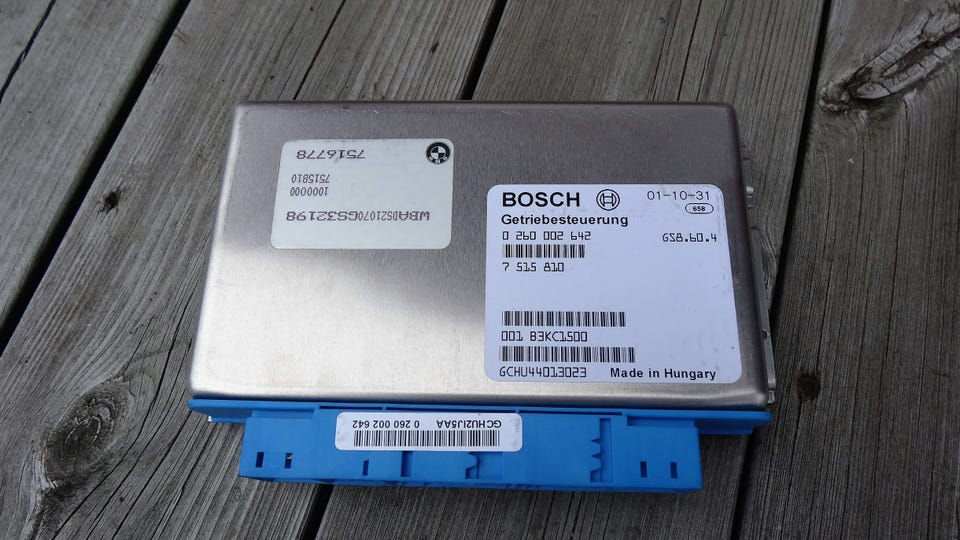 WBADS21070GS32198
1000000
7515810
7516778
BOSCH 01-10-31
658
Getriebesteuerung
0 260 002 642 GS8.60.4
7 515 810
001 B3KC1500
GCHU44013023 Made in Hungary
GCHU2IJ5AA 0 260 002 642